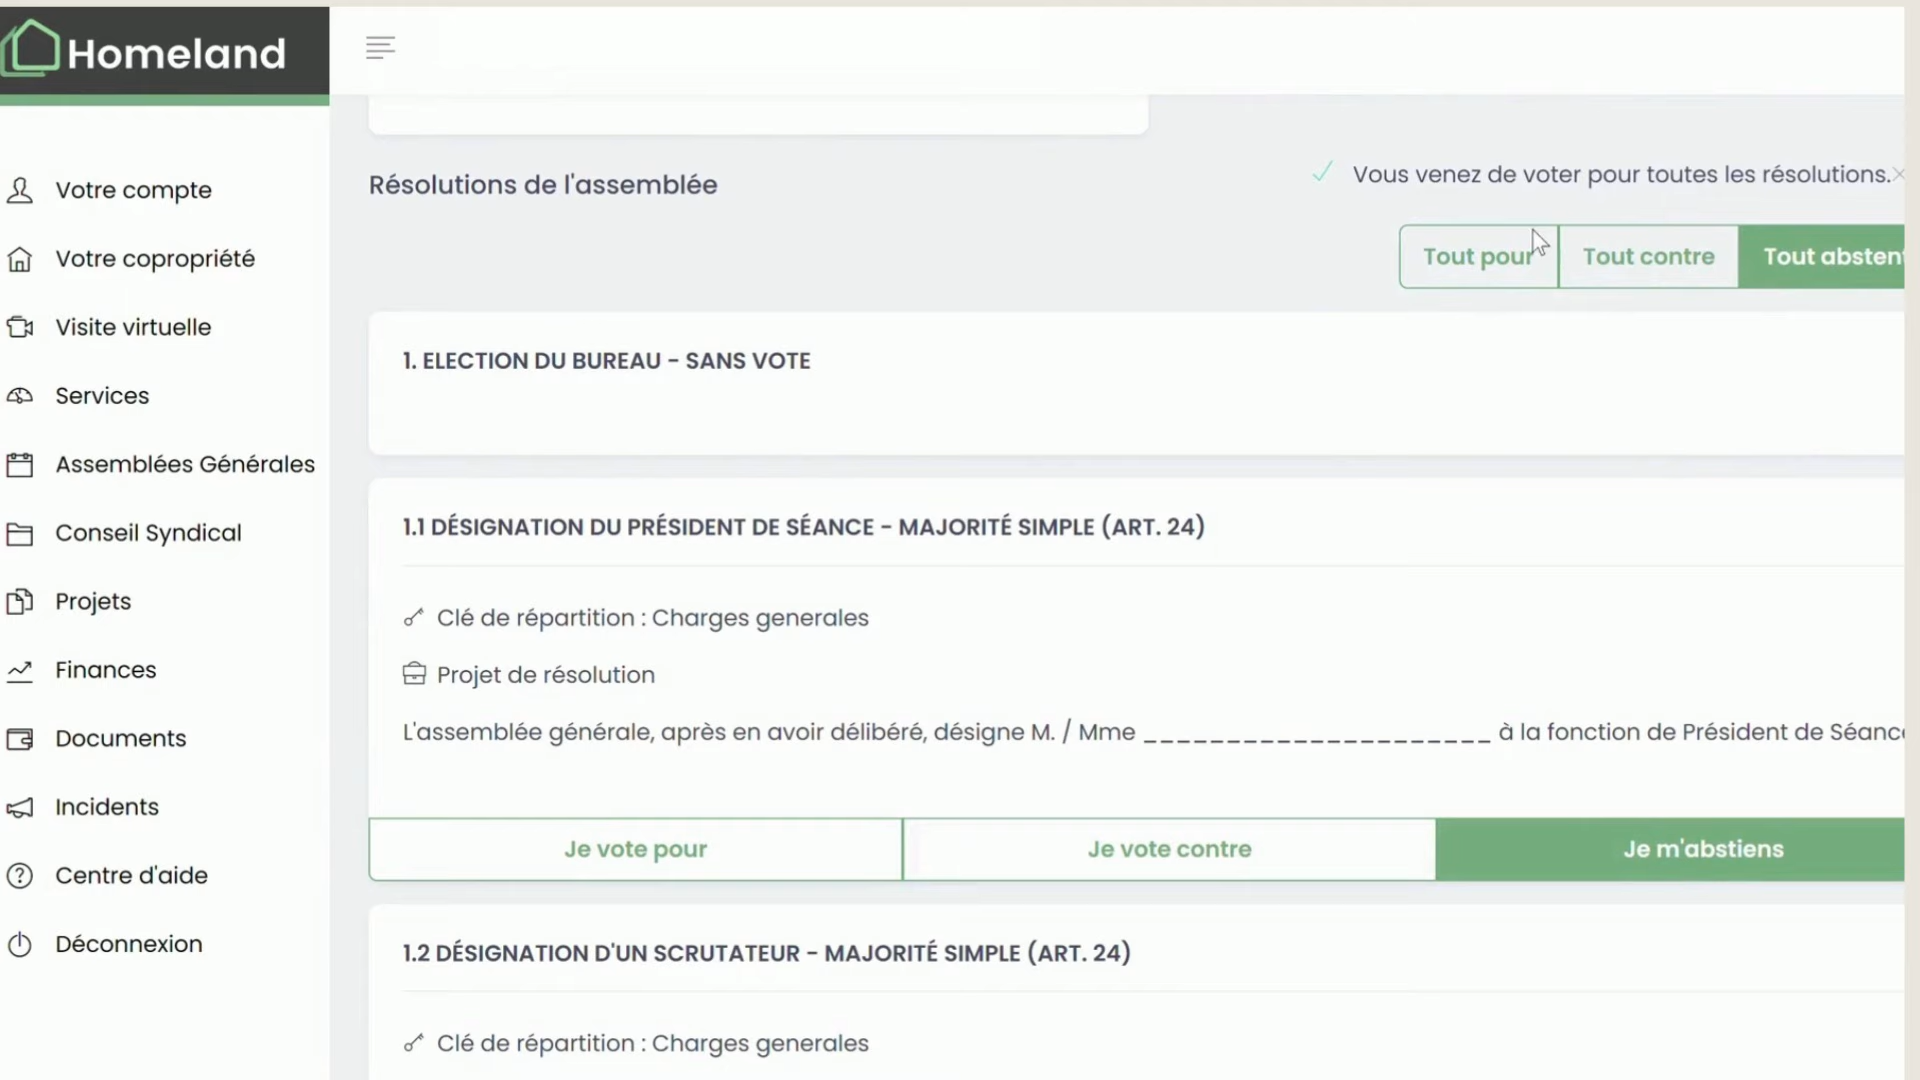 Homeland
Votre compte
Votre copropriété
Visite virtuelle
Services
Assemblées Générales
Conseil Syndical
Projets
Finances
Documents
Incidents
Centre d'aide
Déconnexion
Résolutions de l'assemblée
Vous venez de voter pour toutes les résolutions.
Tout pour
Tout contre
Tout absten
1. ELECTION DU BUREAU - SANS VOTE
1.1 DÉSIGNATION DU PRÉSIDENT DE SÉANCE - MAJORITÉ SIMPLE (ART. 24)
Clé de répartition : Charges generales
Projet de résolution
L'assemblée générale, après en avoir délibéré, désigne M. / Mme _____________________ à la fonction de Président de Séance
Je vote pour
Je vote contre
Je m'abstiens
1.2 DÉSIGNATION D'UN SCRUTATEUR - MAJORITÉ SIMPLE (ART. 24)
Clé de répartition : Charges generales